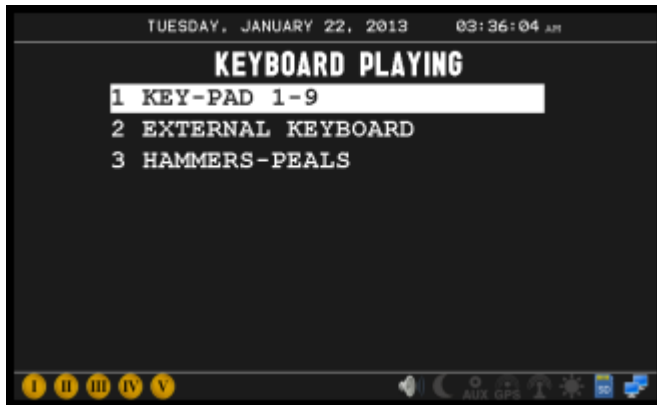 TUESDAY, JANUARY 22, 2013 03:36:04 AM
KEYBOARD PLAYING
1 KEY-PAD 1-9
2 EXTERNAL KEYBOARD
3 HAMMERS-PEALS
I II III IV V AUX GPS SD